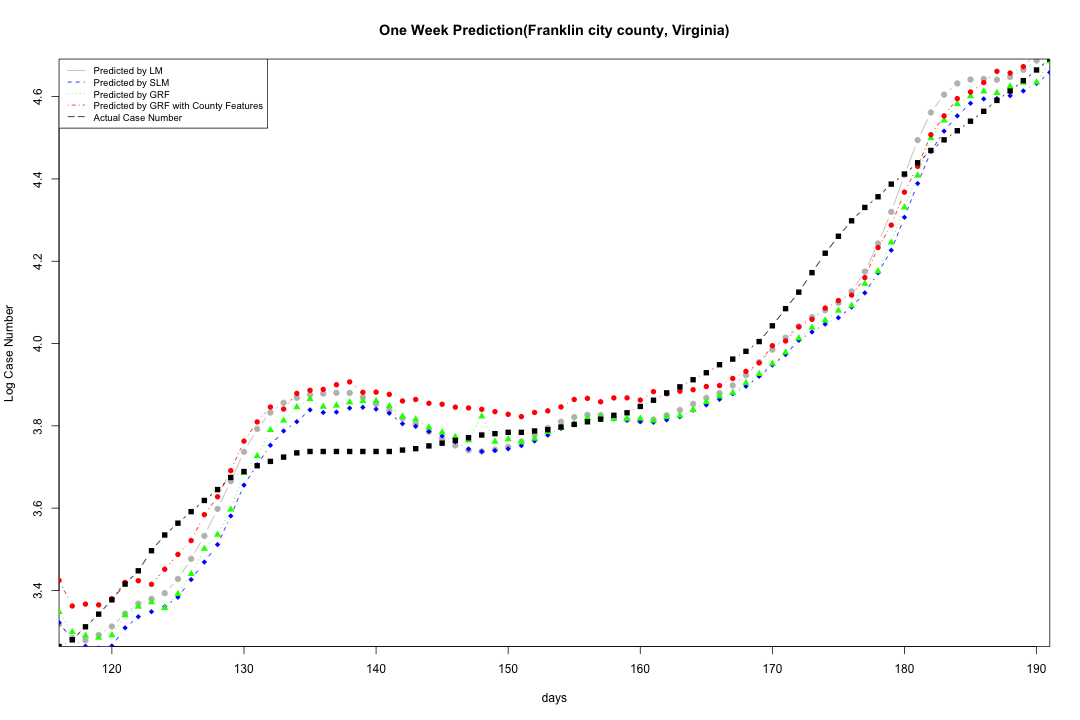 One Week Prediction(Franklin city county, Virginia)
Predicted by LM
Predicted by SLM
Predicted by GRF
Predicted by GRF with County Features
Actual Case Number
Log Case Number
4.6
4.4
4.2
4.0
3.8
3.6
3.4
120 130 140 150 160 170 180 190
days